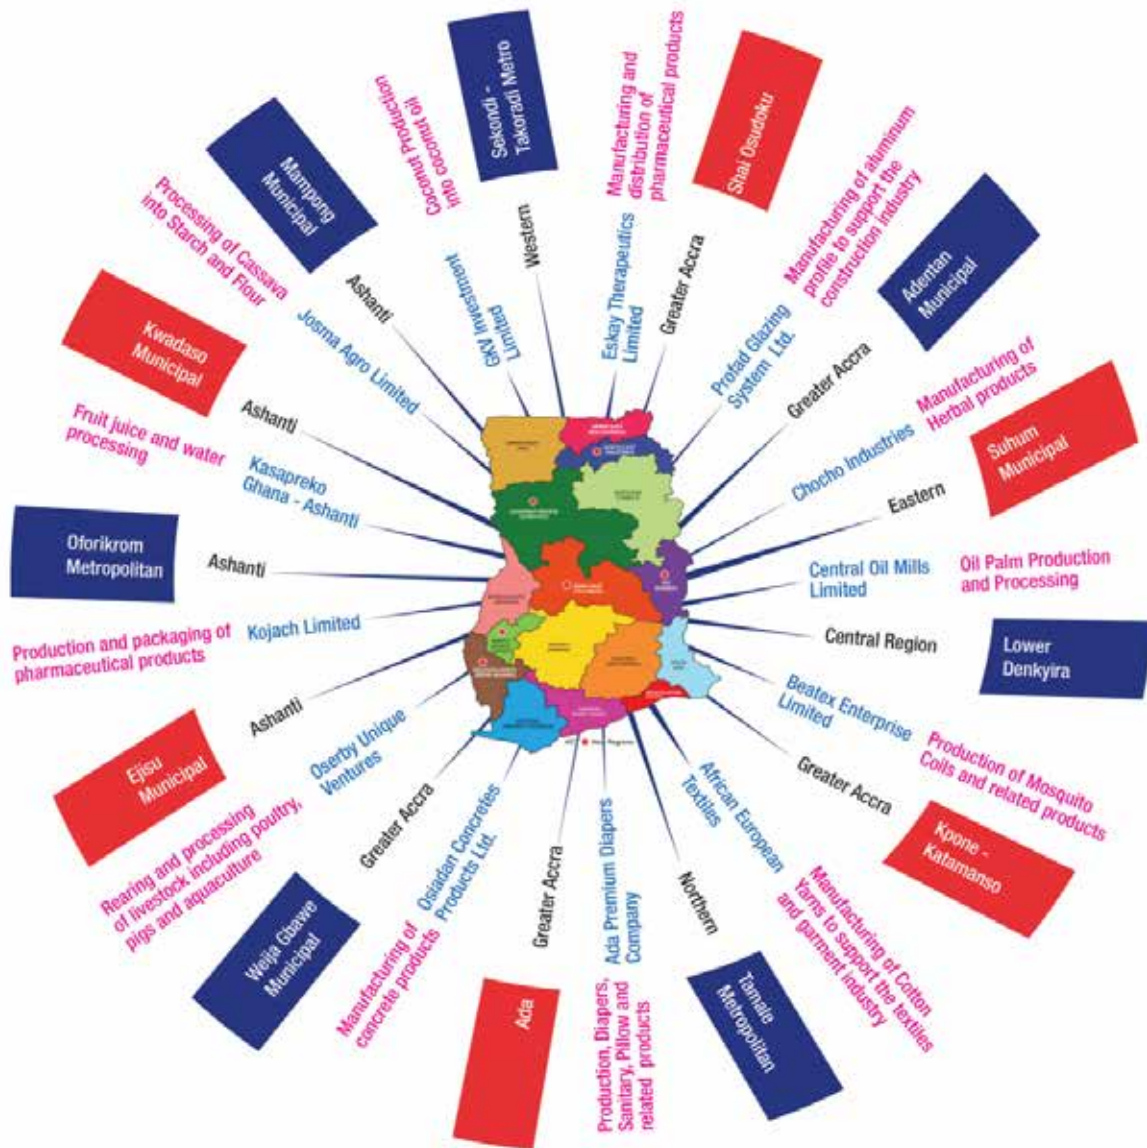 Sekondi -
Takoradi Metro
Western
Manufacturing and
distribution of
pharmaceutical products
Eskay Therapeutics
Limited
Shai Osudoku
Greater Accra
Manufacturing of aluminum
profile to support the
construction industry
Profad Glazing
System Ltd.
Adentan
Municipal
Greater Accra
Manufacturing of
Herbal products
Chocho Industries
Suhum
Municipal
Eastern
Oil Palm Production
and Processing
Central Oil Mills
Limited
Lower
Denkyira
Central Region
Production of Mosquito
Coils and related products
Beatex Enterprise
Limited
Kpone -
Katamanso
Greater Accra
Manufacturing of Cotton
Yarns to support the textiles
and garment industry
African European
Textiles
Tamale
Metropolitan
Northern
Production, Diapers,
Sanitary, Pillow and
related products
Ada Premium Diapers
Company
Ada
Greater Accra
Manufacturing of
concrete products
Osiadan Concretes
Products Ltd.
Weija Gbawe
Municipal
Greater Accra
Rearing and processing
of livestock including poultry,
pigs and aquaculture
Oserby Unique
Ventures
Ejisu
Municipal
Ashanti
Production and packaging of
pharmaceutical products
Kojach Limited
Oforikrom
Metropolitan
Ashanti
Fruit juice and water
processing
Kasapreko
Ghana - Ashanti
Kwadaso
Municipal
Ashanti
Processing of Cassava
into Starch and Flour
Josma Agro Limited
Mampong
Municipal
Ashanti
Coconut Production
into coconut oil
GKV Investment
Limited